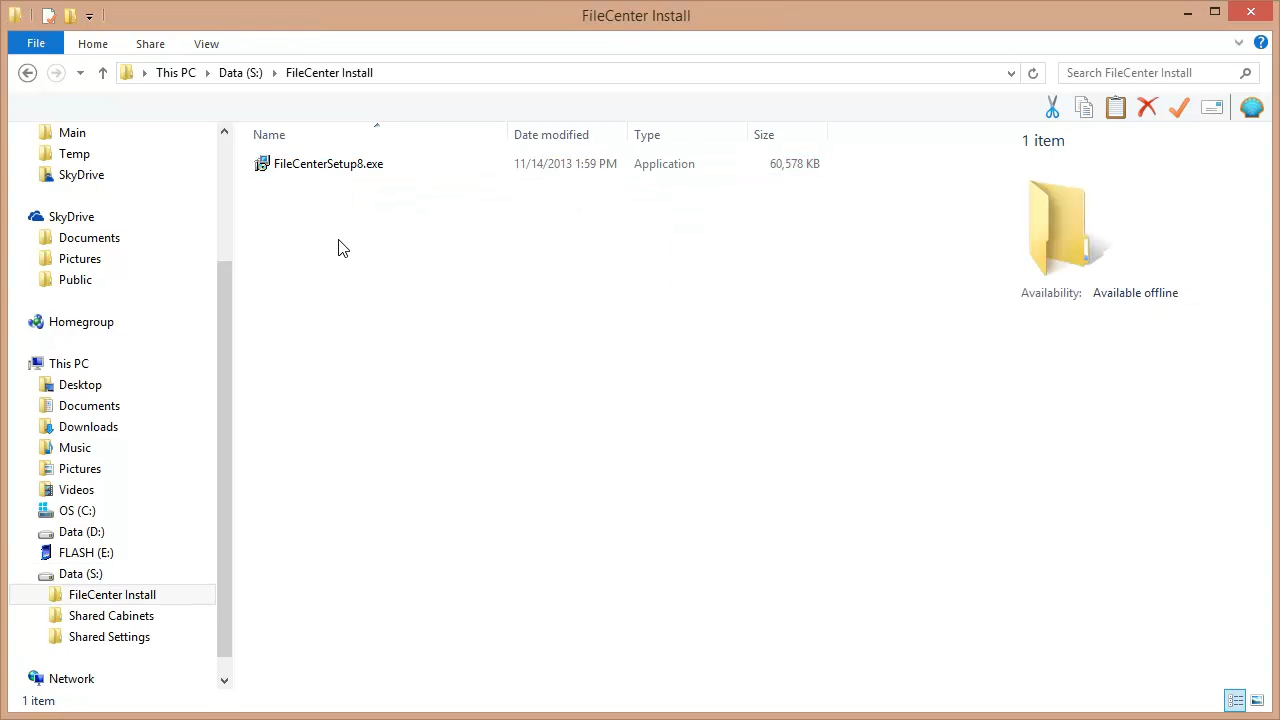 FileCenter Install
File Home Share View
This PC Data (S:) FileCenter Install Search FileCenter Install
Main
Temp
SkyDrive
SkyDrive
Documents
Pictures
Public
Homegroup
This PC
Desktop
Documents
Downloads
Music
Pictures
Videos
OS (C:)
Data (D:)
FLASH (E:)
Data (S:)
FileCenter Install
Shared Cabinets
Shared Settings
Network
Name Date modified Type Size
FileCenterSetup8.exe 11/14/2013 1:59 PM Application 60,578 KB
1 item
Availability: Available offline
1 item